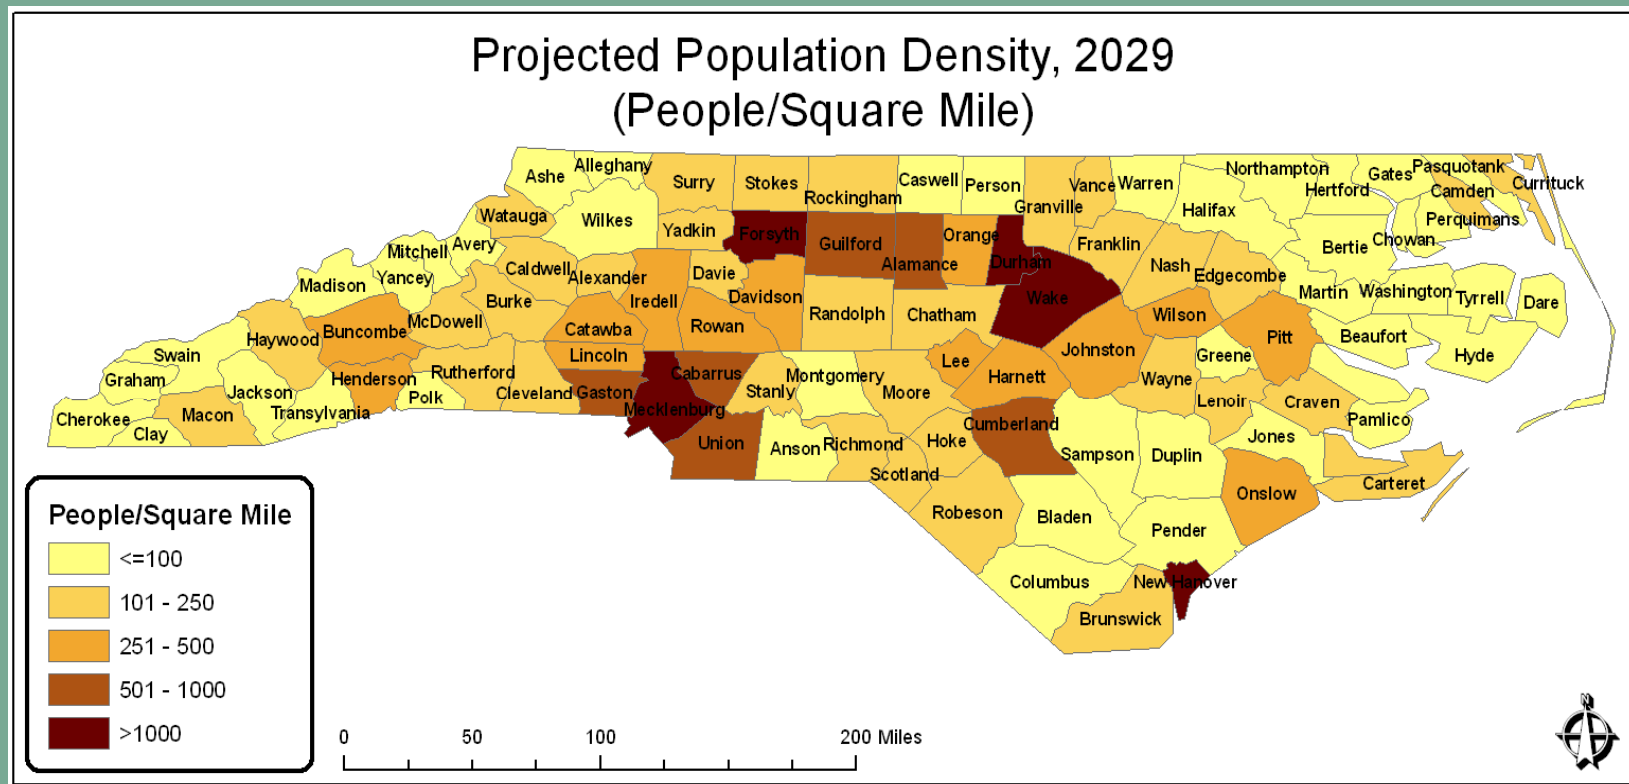 Projected Population Density, 2029
(People/Square Mile)
Alleghany
Ashe
Surry
Stokes
Rockingham
Caswell
Person
Granville
Vance
Warren
Northampton
Hertford
Gates
Pasquotank
Camden
Currituck
Perquimans
Chowan
Halifax
Bertie
Watauga
Wilkes
Yadkin
Forsyth
Guilford
Alamance
Orange
Durham
Franklin
Nash
Edgecombe
Martin
Washington
Tyrrell
Dare
Mitchell
Avery
Yancey
Madison
Caldwell
Alexander
Iredell
Davie
Davidson
Randolph
Chatham
Wake
Wilson
Pitt
Beaufort
Hyde
Burke
McDowell
Buncombe
Haywood
Catawba
Rowan
Lincoln
Lee
Johnston
Greene
Swain
Graham
Jackson
Henderson
Rutherford
Polk
Cleveland
Gaston
Cabarrus
Mecklenburg
Stanly
Montgomery
Moore
Harnett
Wayne
Lenoir
Craven
Pamlico
Cherokee
Clay
Macon
Transylvania
Union
Anson
Richmond
Scotland
Hoke
Cumberland
Sampson
Duplin
Jones
Onslow
Carteret
Robeson
Bladen
Pender
Columbus
New Hanover
Brunswick
People/Square Mile
<=100
101 - 250
251 - 500
501 - 1000
>1000
0 50 100 200 Miles
N